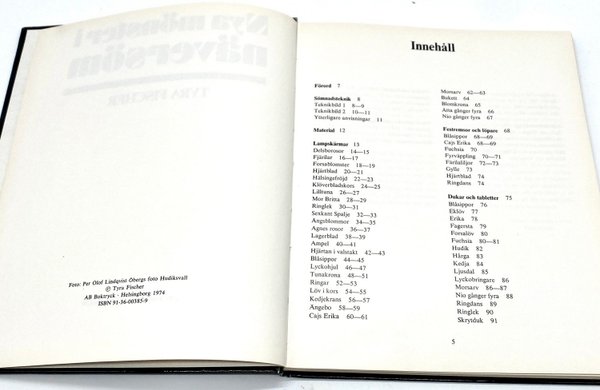 Nya mönster i
näversöm
TYRA FISCHER
Foto: Per Olof Lindqvist Öbergs foto Hudiksvall
© Tyra Fischer
AB Boktryck - Helsingborg 1974
ISBN 91-36-00385-9
Innehåll
Förord 7
Sömnadsteknik 8
Teknikbild 1 8—9
Teknikbild 2 10—11
Ytterligare anvisningar 11
Material 12
Lampskärmar 13
Delsborosor 14—15
Fjärilar 16—17
Forsablomster 18—19
Hjärtblad 20—21
Hälsingefröjd 22—23
Klöverbladskors 24—25
Lilltuna 26—27
Mor Britta 28—29
Ringlek 30—31
Sexkant Spalje 32—33
Ängsblommor 34—35
Agnes rosor 36—37
Lagerblad 38—39
Ampel 40—41
Hjärtan i valstakt 42—43
Blåsippor 44—45
Lyckohjul 46—47
Tunakrona 48—51
Ringar 52—53
Löv i kors 54—55
Kedjekrans 56—57
Angebo 58—59
Cajs Erika 60—61
Morsarv 62—63
Bukett 64
Blomkrona 65
Åtta gånger fyra 66
Nio gånger fyra 67
Festremsor och löpare 68
Blåsippor 68—69
Cajs Erika 68—69
Fuchsia 70
Fyrväppling 70—71
Färilaliljor 72—73
Gylle 73
Hjärtblad 74
Ringdans 74
Dukar och tabletter 75
Blåsippor 76
Eklöv 77
Erika 78
Fagersta 79
Forsalöv 80
Fuchsia 80—81
Hudik 82
Hårga 83
Kedja 84
Ljusdal 85
Lyckobringare 86
Morsarv 86—87
Nio gånger fyra 88
Ringdans 89
Ringlek 90
Skrytduk 91
5